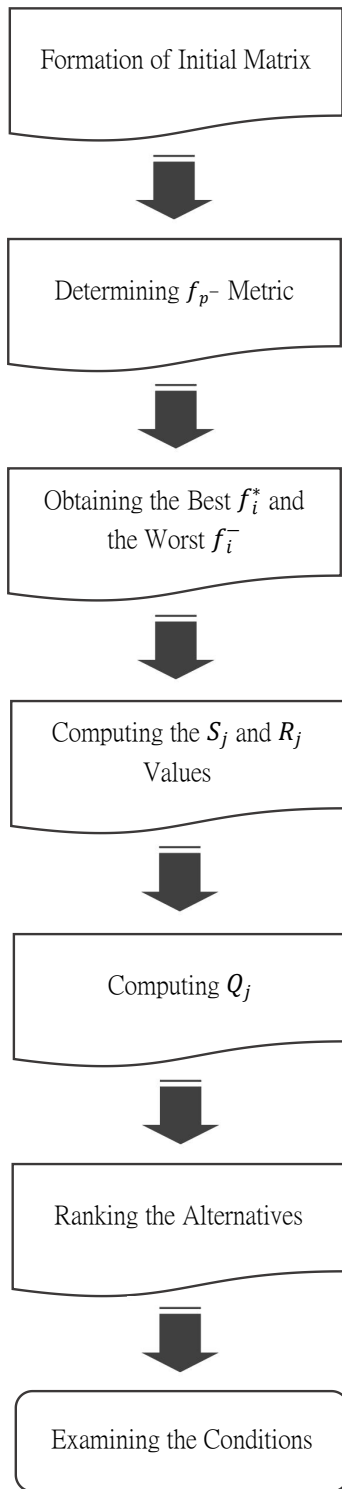 Formation of Initial Matrix
Determining $f_p$- Metric
Obtaining the Best $f_i^*$ and
the Worst $f_i^-$
Computing the $S_j$ and $R_j$
Values
Computing $Q_j$
Ranking the Alternatives
Examining the Conditions